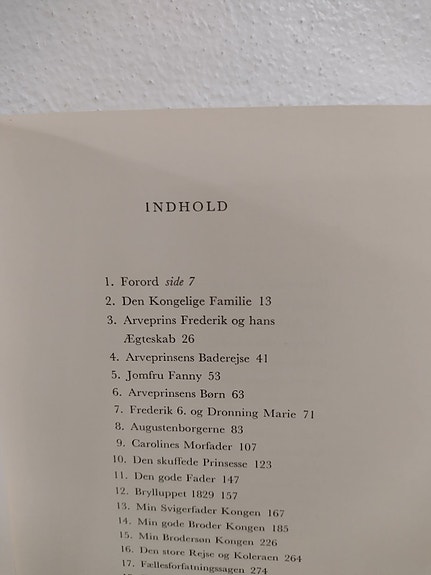 INDHOLD
1. Forord side 7
2. Den Kongelige Familie 13
3. Arveprins Frederik og hans
Ægteskab 26
4. Arveprinsens Baderejse 41
5. Jomfru Fanny 53
6. Arveprinsens Børn 63
7. Frederik 6. og Dronning Marie 71
8. Augustenborgerne 83
9. Carolines Morfader 107
10. Den skuffede Prinsesse 123
11. Den gode Fader 147
12. Brylluppet 1829 157
13. Min Svigerfader Kongen 167
14. Min gode Broder Kongen 185
15. Min Brodersøn Kongen 226
16. Den store Rejse og Koleraen 264
17. Fællesforfatningssagen 274